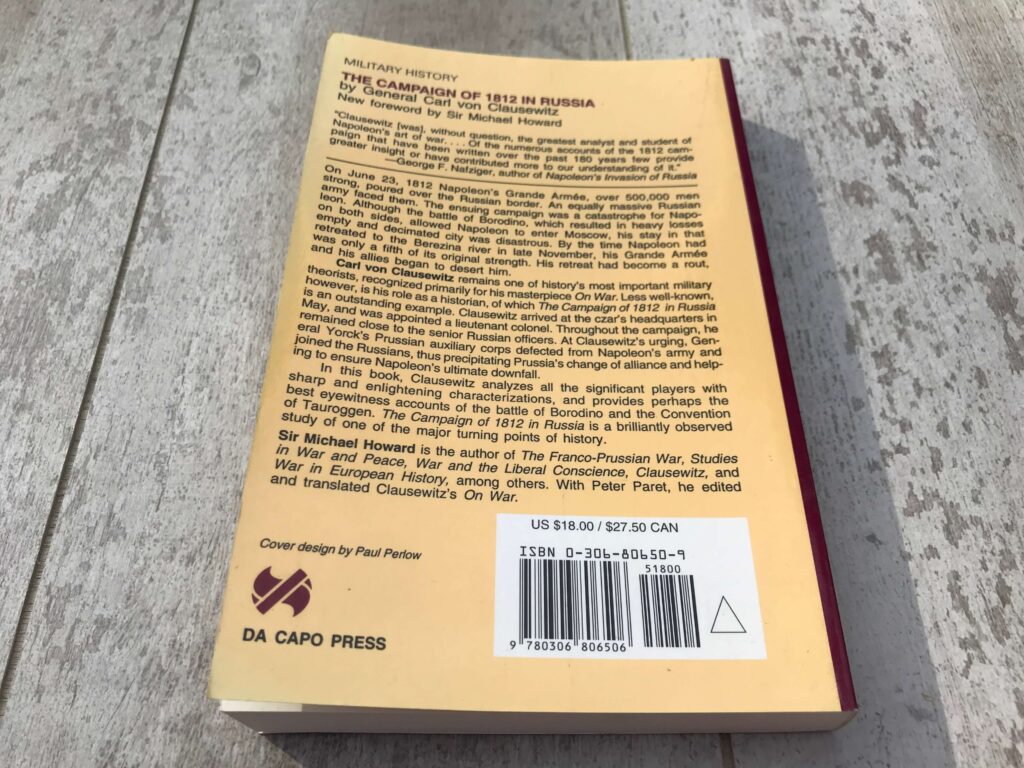 MILITARY HISTORY
THE CAMPAIGN OF 1812 IN RUSSIA
by General Carl von Clausewitz
New foreword by Sir Michael Howard
"Clausewitz [was], without question, the greatest analyst and student of
Napoleon's art of war. . . . Of the numerous accounts of the 1812 cam-
paign that have been written over the past 180 years few provide
greater insight or have contributed more to our understanding of it."
—George F. Nafziger, author of Napoleon's Invasion of Russia
On June 23, 1812 Napoleon's Grande Armée, over 500,000 men
strong, poured over the Russian border. An equally massive Russian
army faced them. The ensuing campaign was a catastrophe for Napo-
leon. Although the battle of Borodino, which resulted in heavy losses
on both sides, allowed Napoleon to enter Moscow, his stay in that
empty and decimated city was disastrous. By the time Napoleon had
retreated to the Berezina river in late November, his Grande Armée
was only a fifth of its original strength. His retreat had become a rout,
and his allies began to desert him.
Carl von Clausewitz remains one of history's most important military
theorists, recognized primarily for his masterpiece On War. Less well-known,
however, is his role as a historian, of which The Campaign of 1812 in Russia
is an outstanding example. Clausewitz arrived at the czar's headquarters in
May, and was appointed a lieutenant colonel. Throughout the campaign, he
remained close to the senior Russian officers. At Clausewitz's urging, Gen-
eral Yorck's Prussian auxiliary corps defected from Napoleon's army and
joined the Russians, thus precipitating Prussia's change of alliance and help-
ing to ensure Napoleon's ultimate downfall.
In this book, Clausewitz analyzes all the significant players with
sharp and enlightening characterizations, and provides perhaps the
best eyewitness accounts of the battle of Borodino and the Convention
of Tauroggen. The Campaign of 1812 in Russia is a brilliantly observed
study of one of the major turning points of history.
Sir Michael Howard is the author of The Franco-Prussian War, Studies
in War and Peace, War and the Liberal Conscience, Clausewitz, and
War in European History, among others. With Peter Paret, he edited
and translated Clausewitz's On War.
US $18.00 / $27.50 CAN
ISBN 0-306-80650-9
51800
9 780306 806506
Cover design by Paul Perlow
DA CAPO PRESS